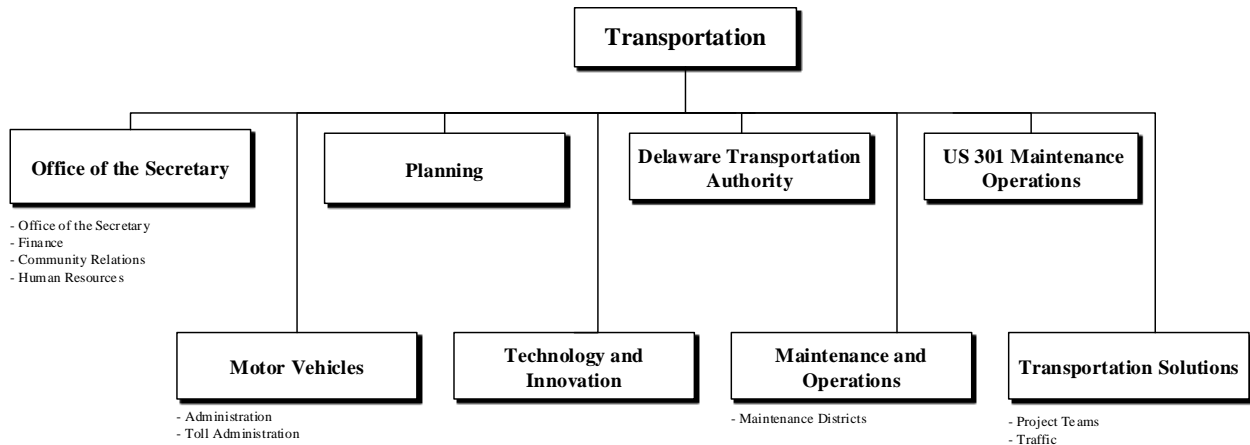 Transportation
Office of the Secretary
Planning
Delaware Transportation
Authority
US 301 Maintenance
Operations
- Office of the Secretary
- Finance
- Community Relations
- Human Resources
Motor Vehicles
Technology and
Innovation
Maintenance and
Operations
Transportation Solutions
- Administration
- Toll Administration
- Maintenance Districts
- Project Teams
- Traffic